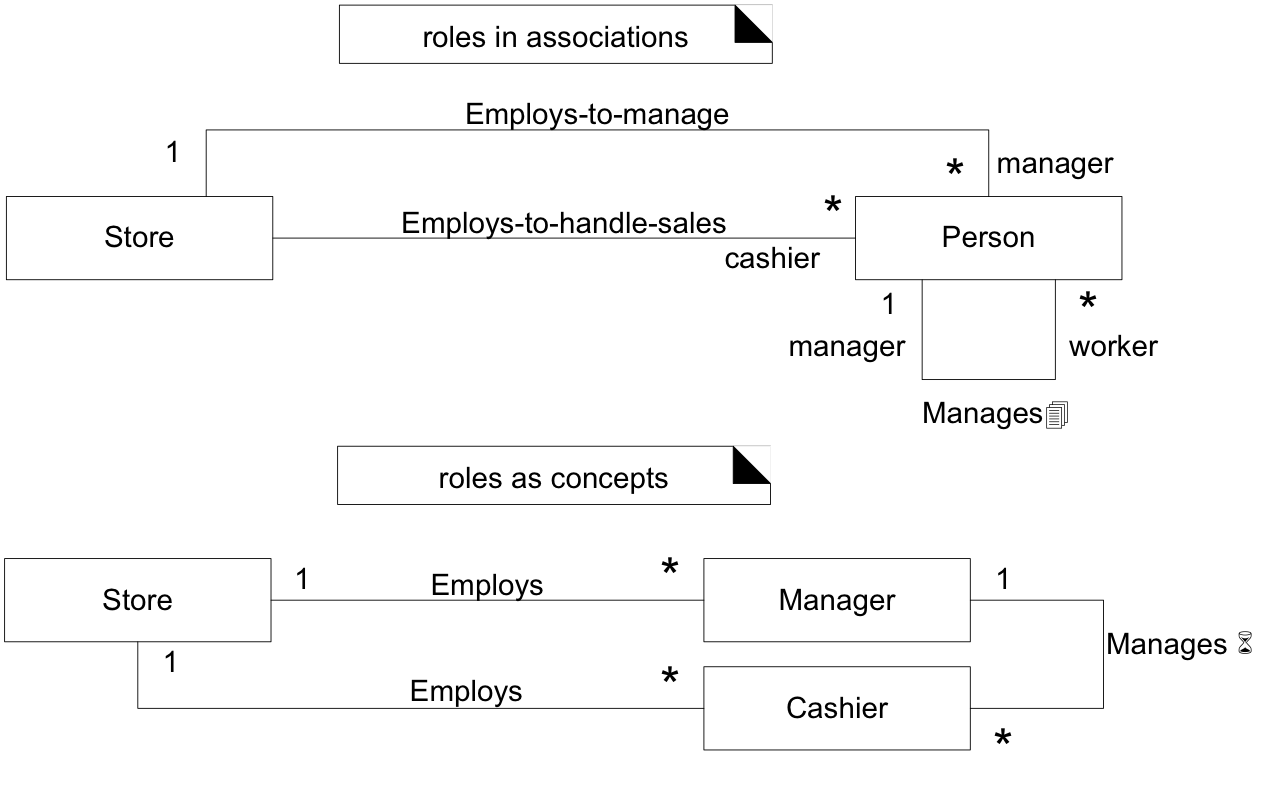 roles in associations
Employs-to-manage
1
* manager
Store
Employs-to-handle-sales
*
Person
cashier
1
*
manager
worker
Manages
roles as concepts
Store
1
Employs
*
Manager
1
Manages
1
Employs
*
Cashier
*